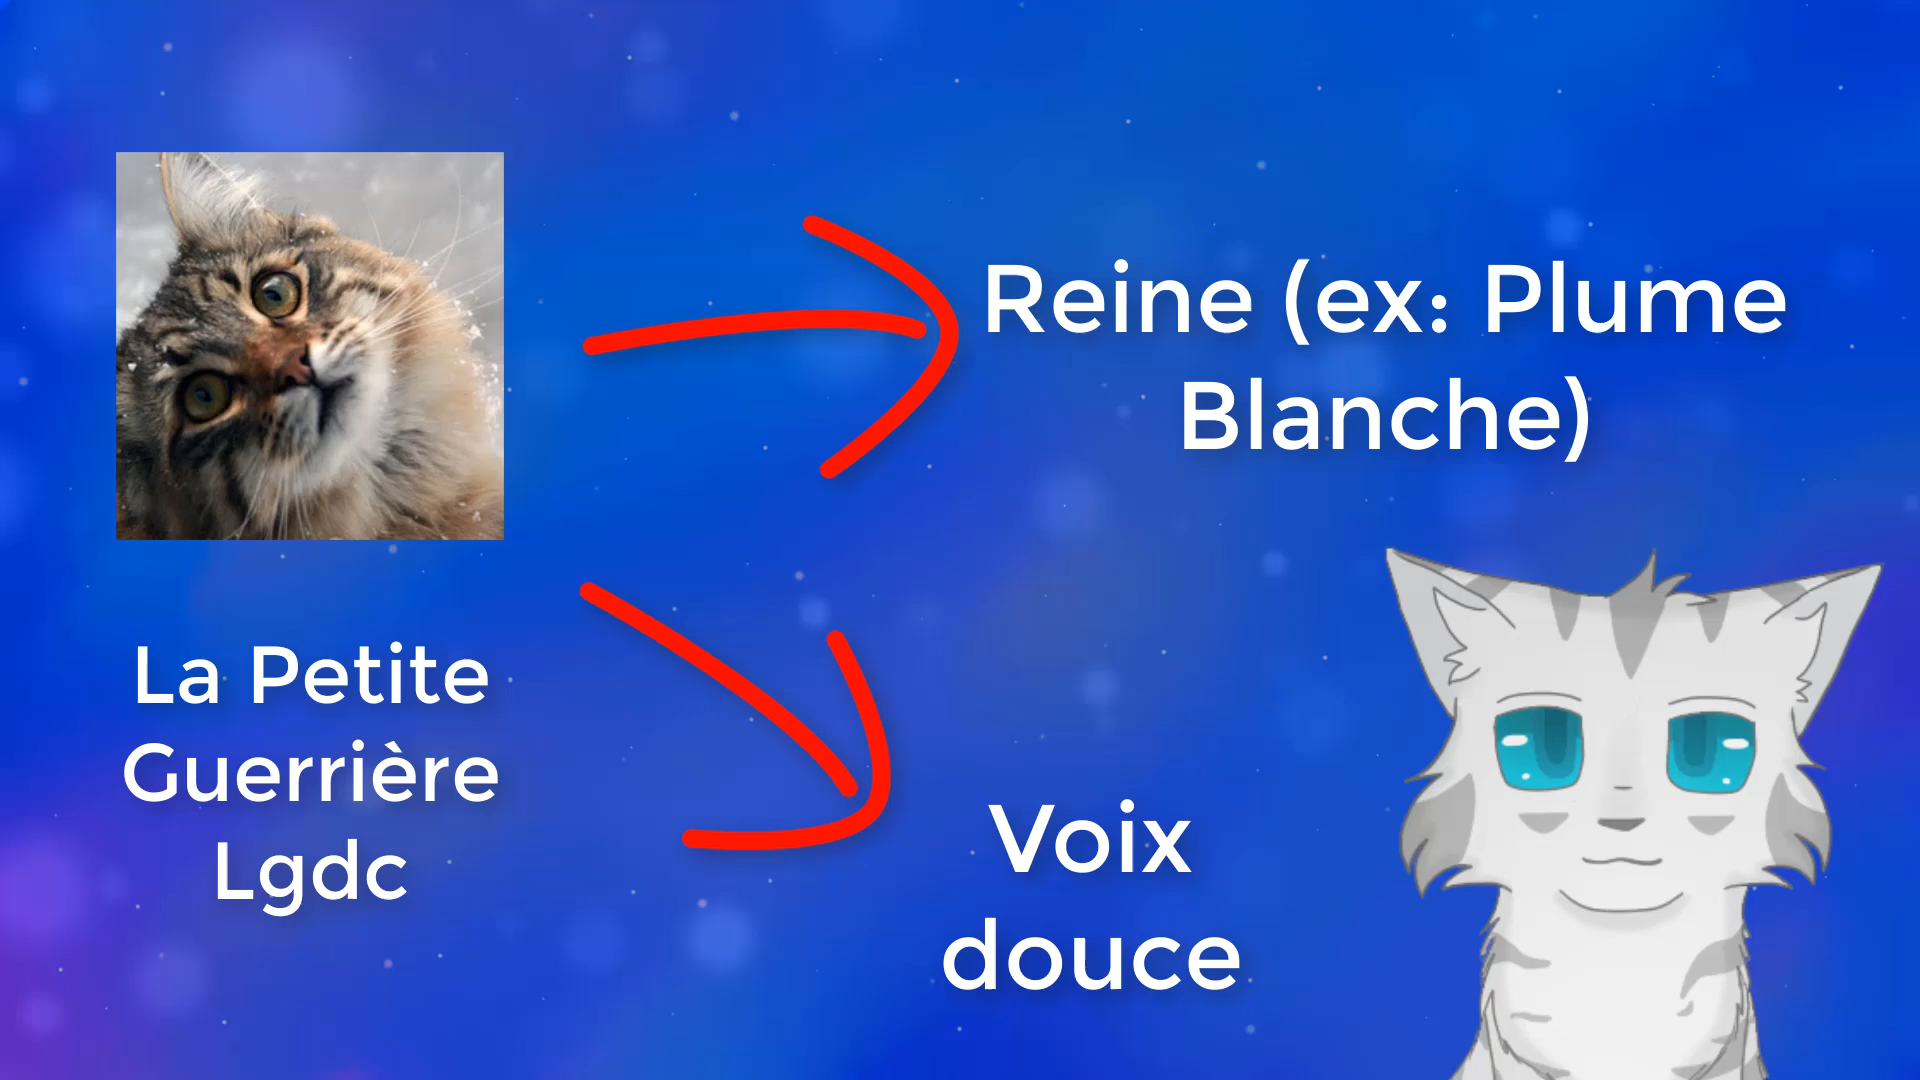 Reine (ex: Plume
Blanche)
La Petite
Guerrière
Lgdc
Voix
douce